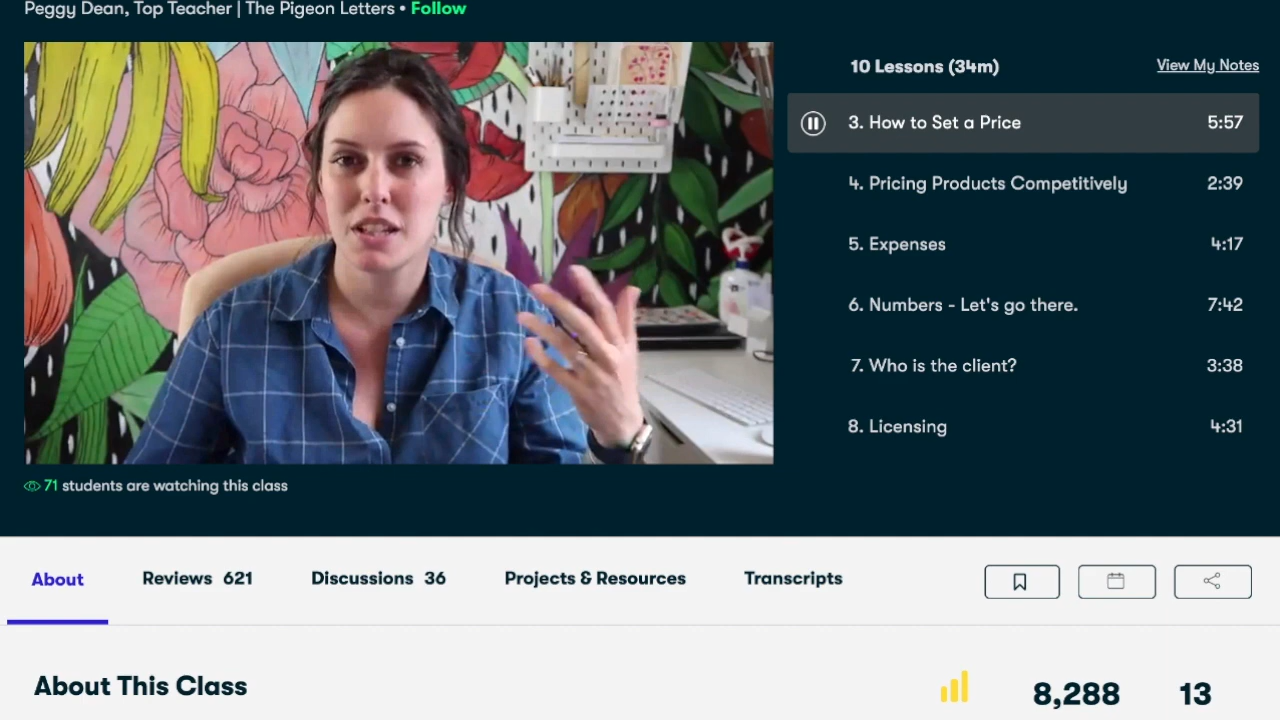 Peggy Dean, Top Teacher | The Pigeon Letters • Follow
10 Lessons (34m)
View My Notes
3. How to Set a Price 5:57
4. Pricing Products Competitively 2:39
5. Expenses 4:17
6. Numbers - Let's go there. 7:42
7. Who is the client? 3:38
8. Licensing 4:31
71 students are watching this class
About Reviews 621 Discussions 36 Projects & Resources Transcripts
About This Class 8,288 13